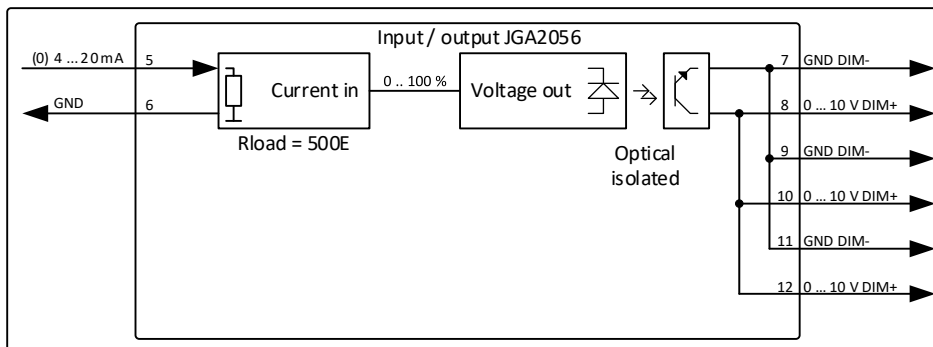 Input / output JGA2056
(0) 4 ... 20mA 5
7 GND DIM-
Current in 0 .. 100 % Voltage out
GND 6
8 0 ... 10 V DIM+
Rload = 500E
Optical
isolated
9 GND DIM-
10 0 ... 10 V DIM+
11 GND DIM-
12 0 ... 10 V DIM+